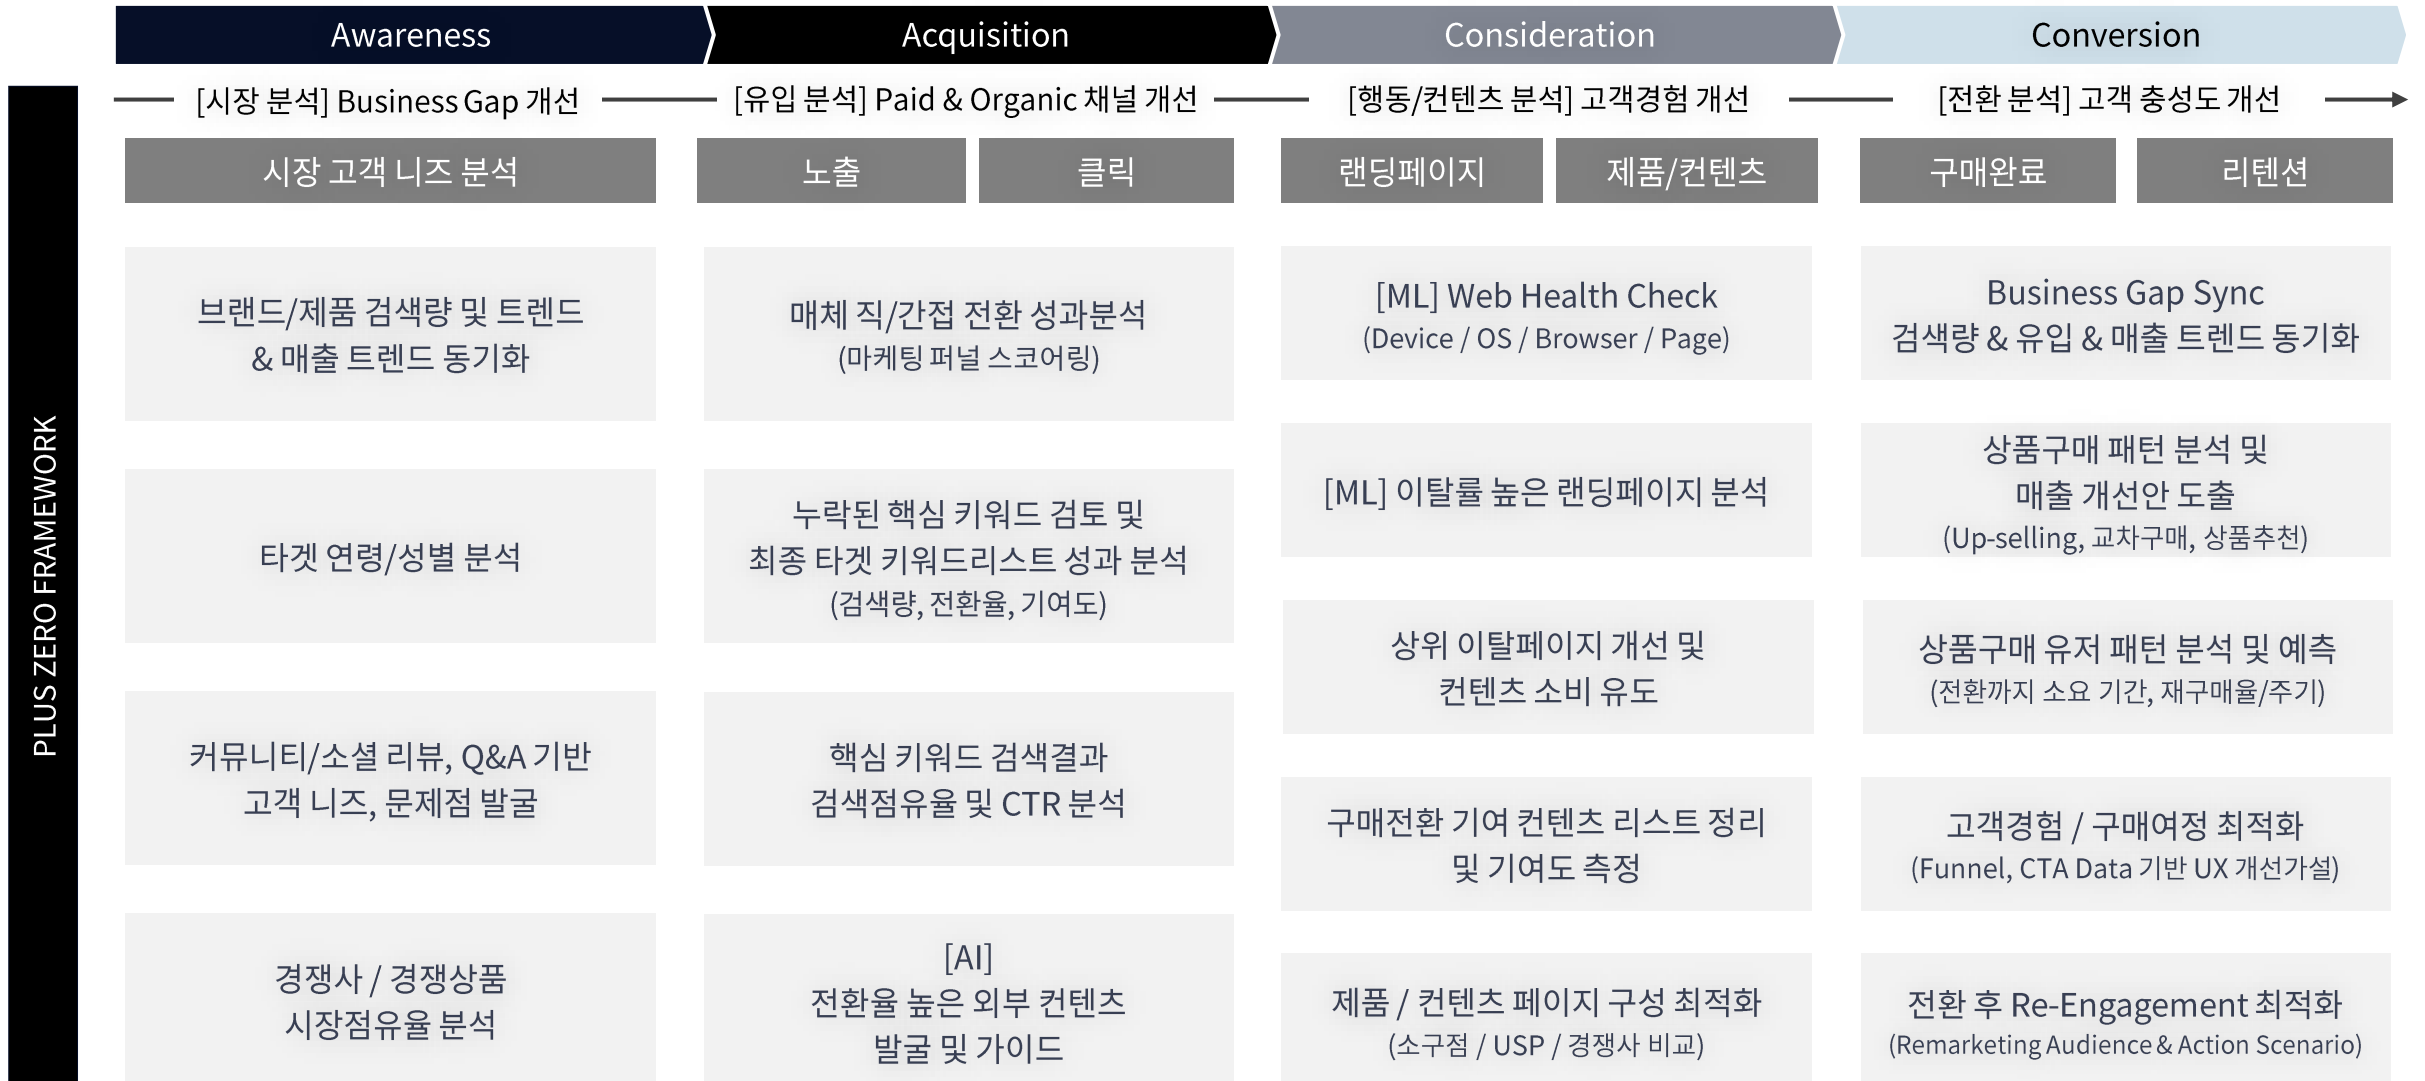 Awareness
Acquisition
Consideration
Conversion
PLUS ZERO FRAMEWORK
[시장 분석] Business Gap 개선
[유입 분석] Paid & Organic 채널 개선
[행동/컨텐츠 분석] 고객경험 개선
[전환 분석] 고객 충성도 개선
시장 고객 니즈 분석
노출
클릭
랜딩페이지
제품/컨텐츠
구매완료
리텐션
브랜드/제품 검색량 및 트렌드
& 매출 트렌드 동기화
타겟 연령/성별 분석
커뮤니티/소셜 리뷰, Q&A 기반
고객 니즈, 문제점 발굴
경쟁사 / 경쟁상품
시장점유율 분석
매체 직/간접 전환 성과분석
(마케팅 퍼널 스코어링)
누락된 핵심 키워드 검토 및
최종 타겟 키워드리스트 성과 분석
(검색량, 전환율, 기여도)
핵심 키워드 검색결과
검색점유율 및 CTR 분석
[AI]
전환율 높은 외부 컨텐츠
발굴 및 가이드
[ML] Web Health Check
(Device / OS / Browser / Page)
[ML] 이탈률 높은 랜딩페이지 분석
상위 이탈페이지 개선 및
컨텐츠 소비 유도
구매전환 기여 컨텐츠 리스트 정리
및 기여도 측정
제품 / 컨텐츠 페이지 구성 최적화
(소구점 / USP / 경쟁사 비교)
Business Gap Sync
검색량 & 유입 & 매출 트렌드 동기화
상품구매 패턴 분석 및
매출 개선안 도출
(Up-selling, 교차구매, 상품추천)
상품구매 유저 패턴 분석 및 예측
(전환까지 소요 기간, 재구매율/주기)
고객경험 / 구매여정 최적화
(Funnel, CTA Data 기반 UX 개선가설)
전환 후 Re-Engagement 최적화
(Remarketing Audience & Action Scenario)